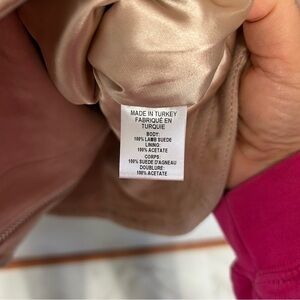 MADE IN TURKEY
FABRIQUÉ EN
TURQUIE
BODY:
100% LAMB SUEDE
LINING:
100% ACETATE
CORPS:
100% SUEDE D'AGNEAU
DOUBLURE:
100% ACETATE